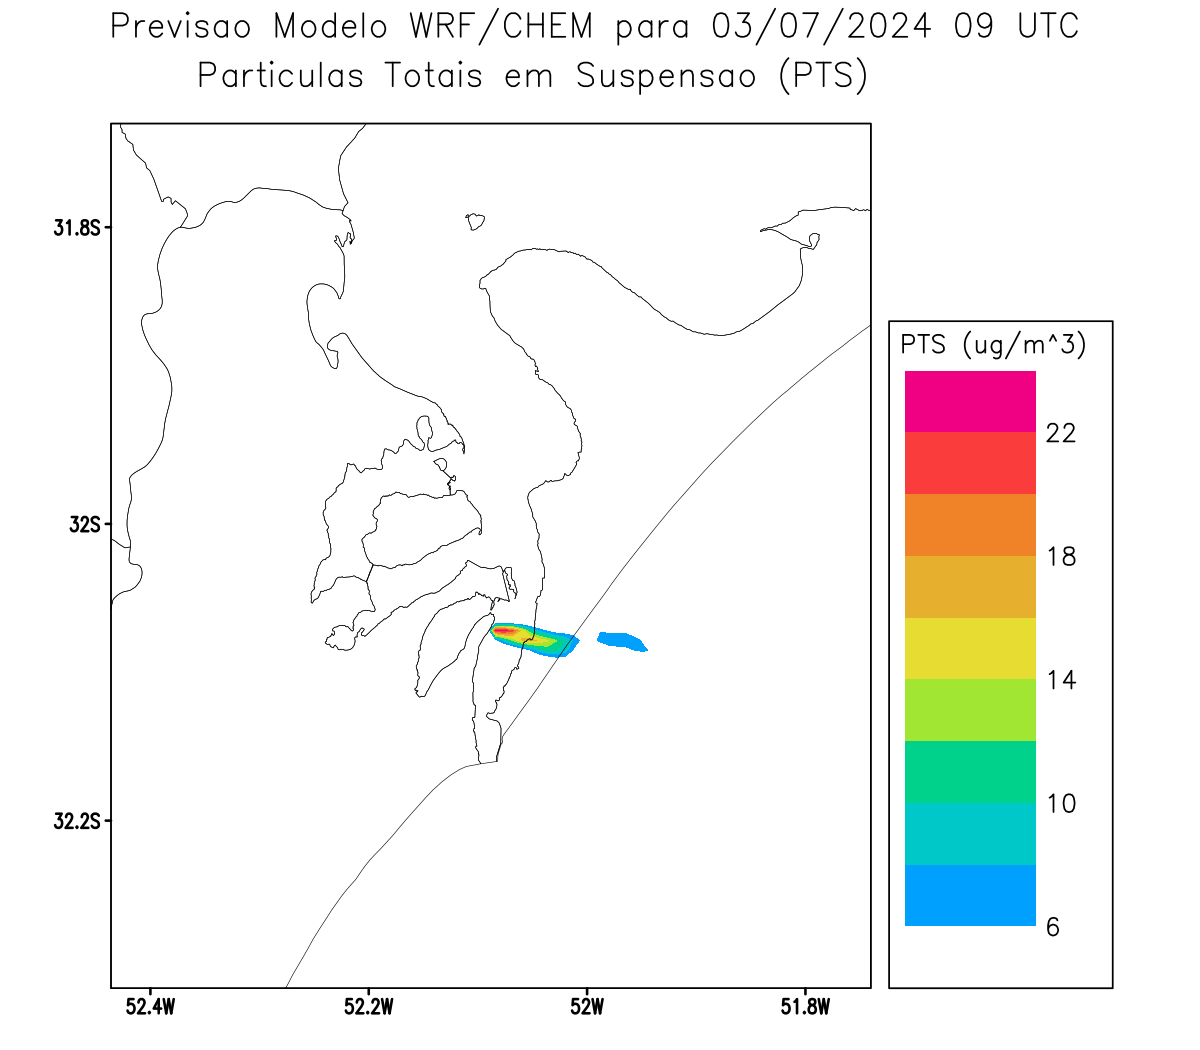 Previsao Modelo WRF/CHEM para 03/07/2024 09 UTC
Particulas Totais em Suspensao (PTS)
31.8S
32S
32.2S
52.4W
52.2W
52W
51.8W
PTS (ug/m^3)
22
18
14
10
6